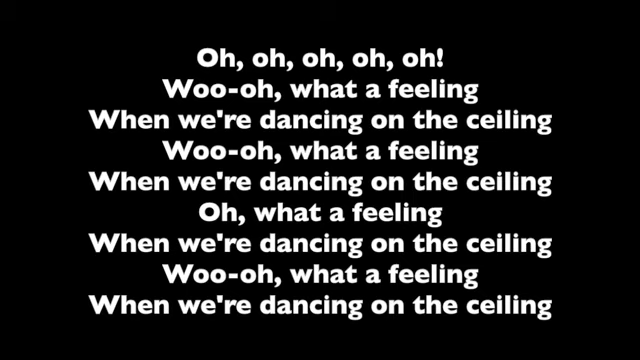 Oh, oh, oh, oh, oh!
Woo-oh, what a feeling
When we're dancing on the ceiling
Woo-oh, what a feeling
When we're dancing on the ceiling
Oh, what a feeling
When we're dancing on the ceiling
Woo-oh, what a feeling
When we're dancing on the ceiling